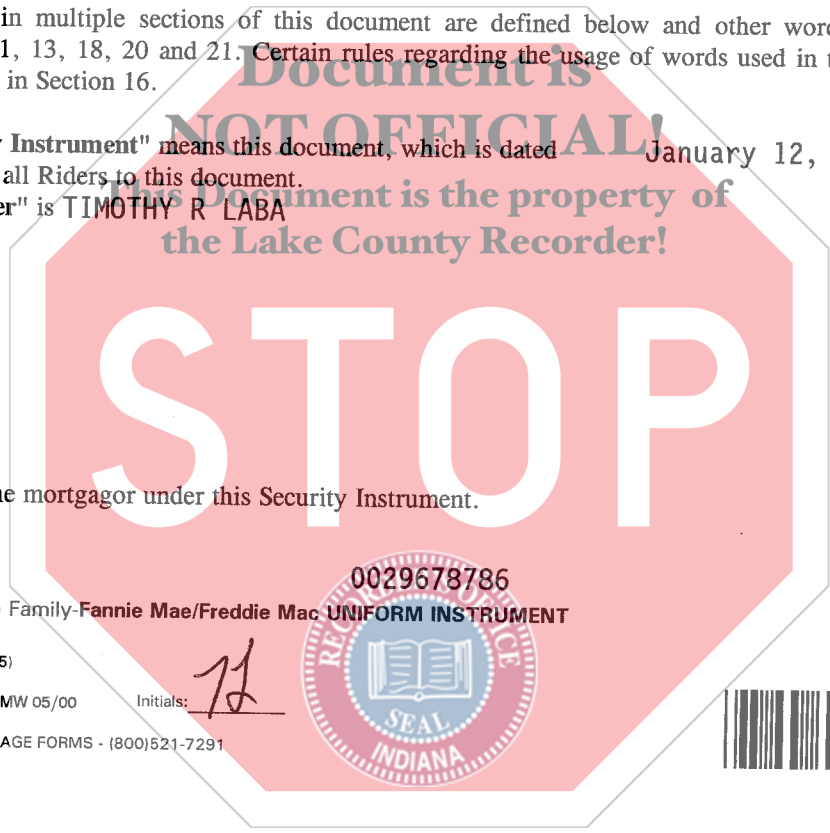 in multiple sections of this document are defined below and other
1, 13, 18, 20 and 21. Certain rules regarding the usage of words used in
in Section 16.
Document is
NOT OFFICIAL!
Instrument" means this document, which is dated January 12,
all Riders to this document.
This Document is the property of
er" is TIMOTHY R LABA
the Lake County Recorder!
STOP
mortgagor under this Security Instrument.
0029678786
Family-Fannie Mae/Freddie Mac UNIFORM INSTRUMENT
RECORDER'S OFFICE
5)
MW 05/00 Initials: TL
SEAL
AGE FORMS - (800)521-7291
INDIANA